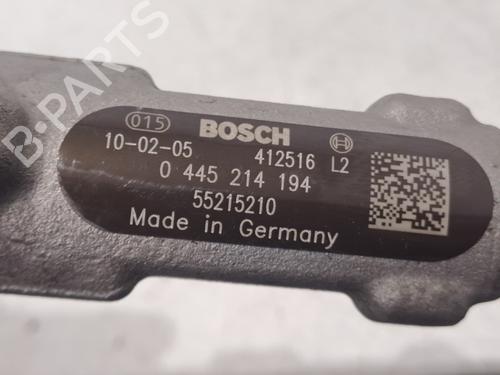 B-PARTS
015 BOSCH
10-02-05 412516 L2
0 445 214 194
55215210
Made in Germany